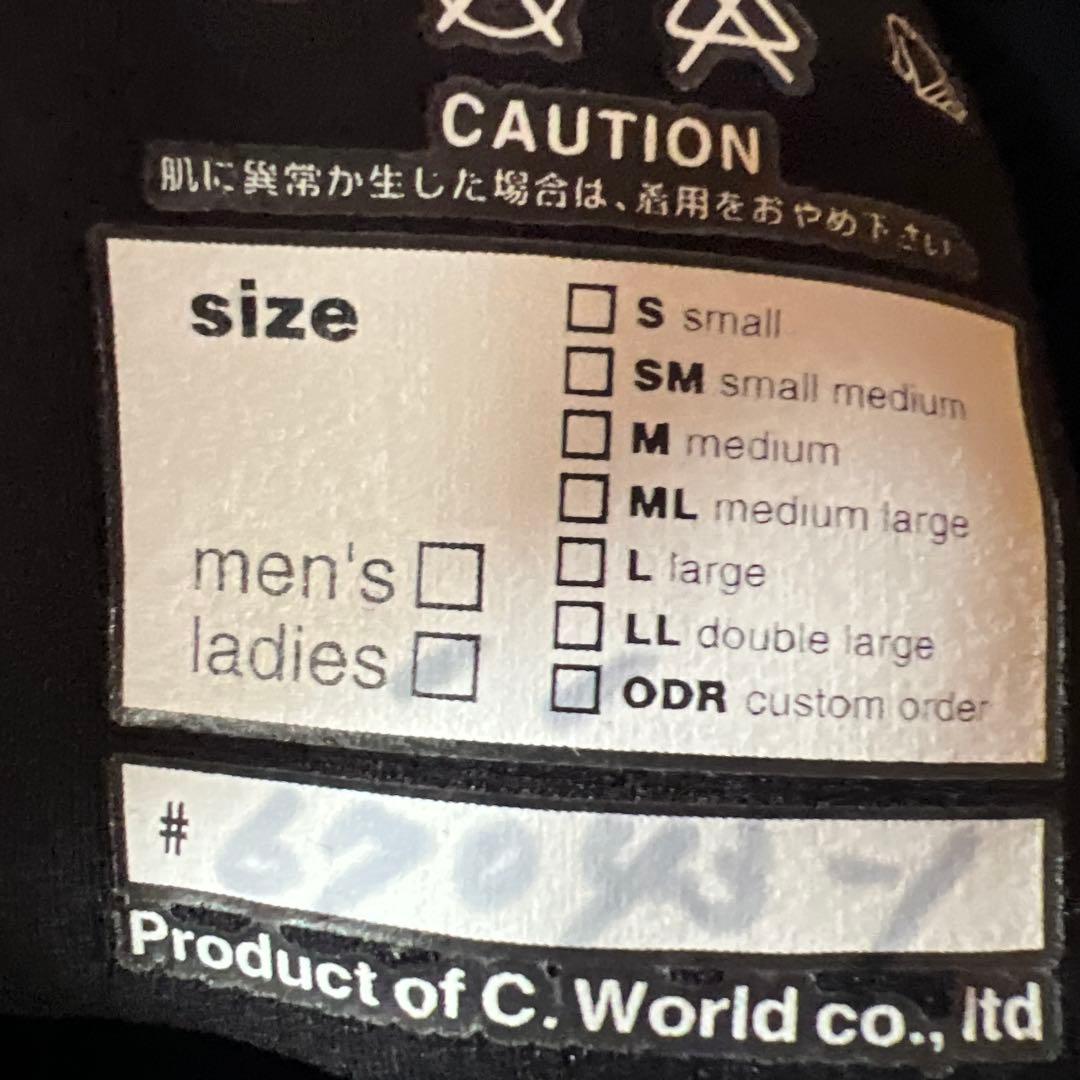 CAUTION
肌に異常が生じた場合は、着用をおやめ下さい
size
S small
SM small medium
M medium
ML medium large
L large
LL double large
ODR custom order
men's
ladies
#
Product of C. World co., ltd